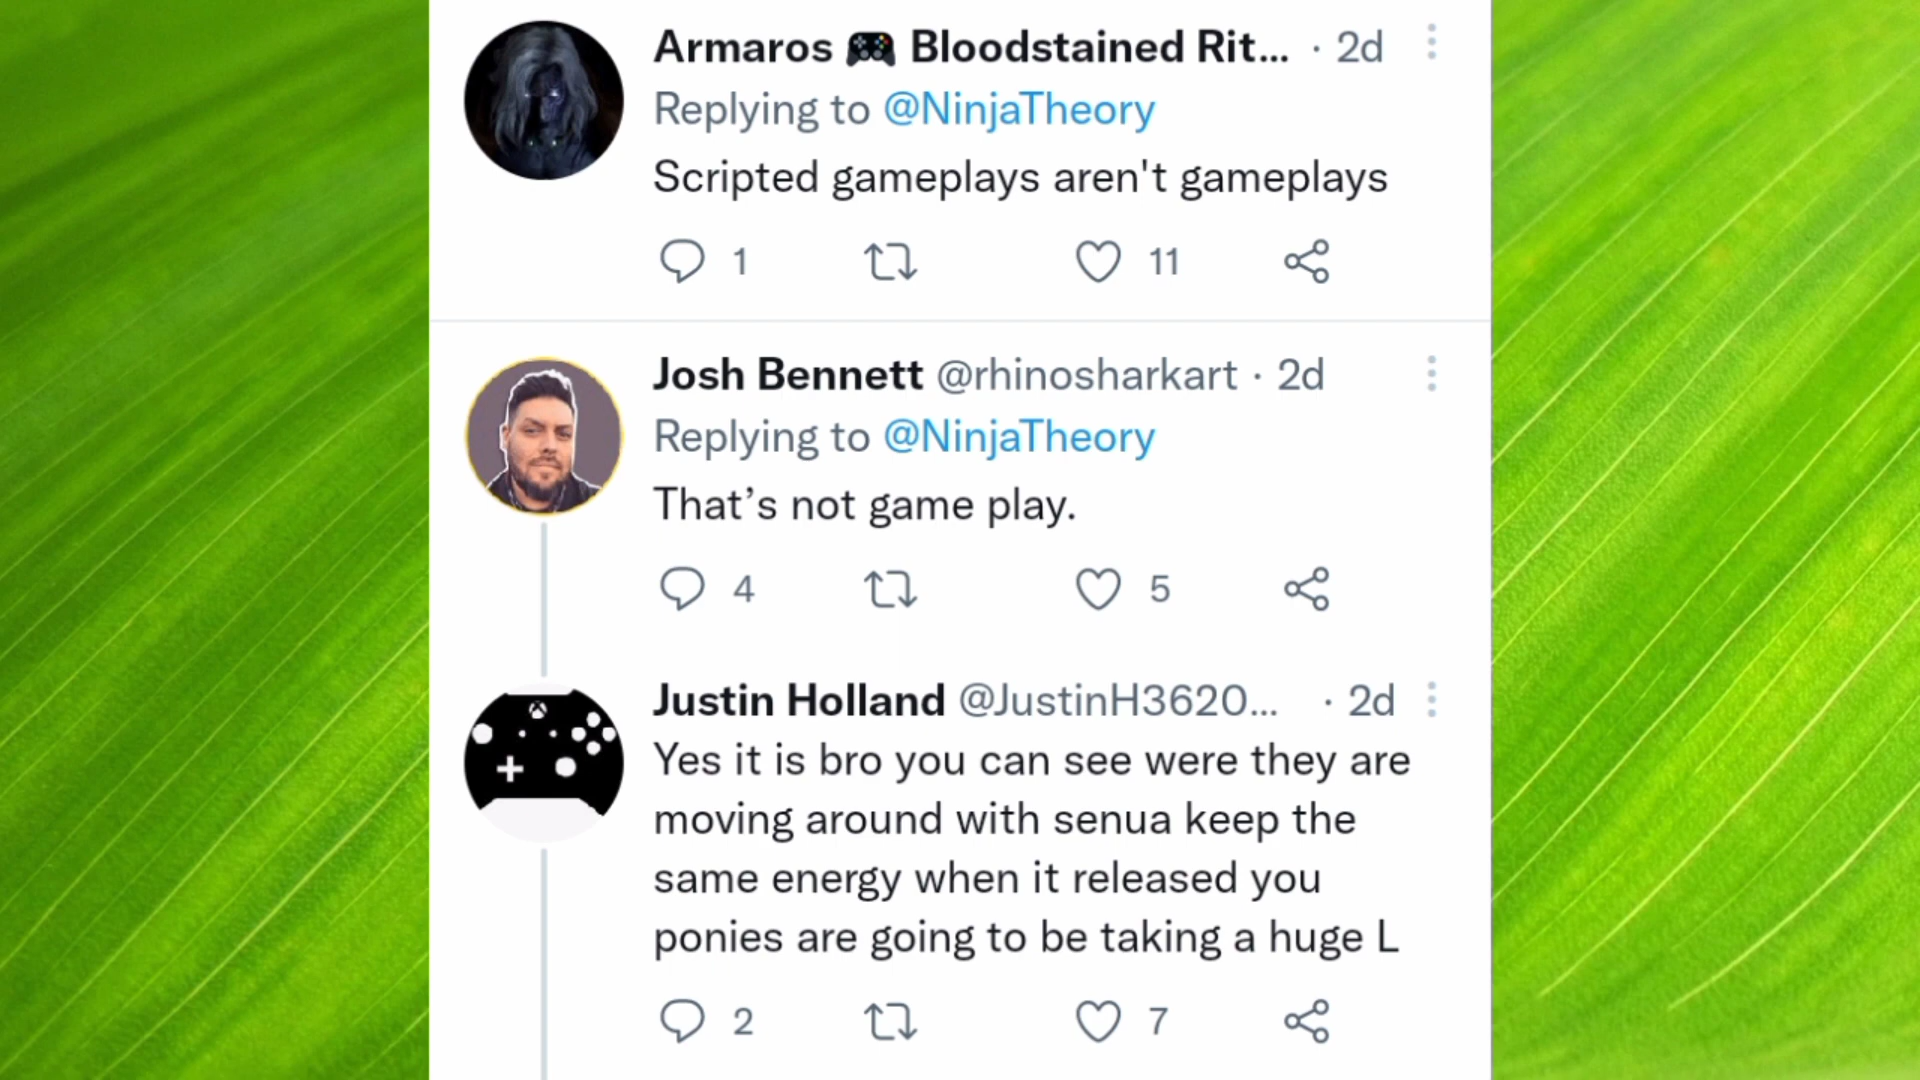 Armaros 🎮 Bloodstained Rit... · 2d
Replying to @NinjaTheory
Scripted gameplays aren't gameplays
1 11
Josh Bennett @rhinosharkart · 2d
Replying to @NinjaTheory
That’s not game play.
4 5
Justin Holland @JustinH3620... · 2d
Yes it is bro you can see were they are
moving around with senua keep the
same energy when it released you
ponies are going to be taking a huge L
2 7